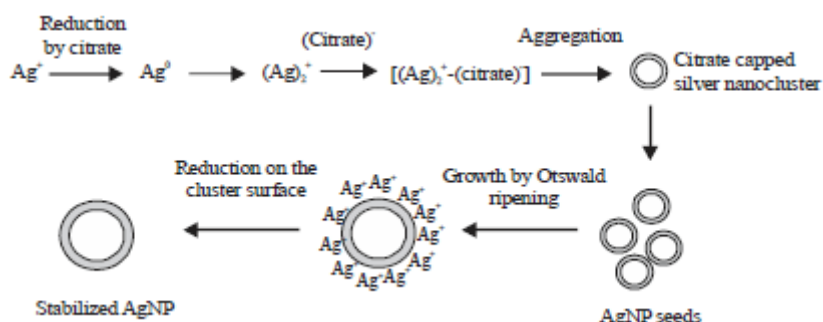 Reduction
by citrate
(Citrate)⁻
Aggregation
Ag⁺
Ag⁰
(Ag)₂⁺
[(Ag)₂⁺-(citrate)⁻]
Citrate capped
silver nanocluster
Reduction on the
cluster surface
Growth by Otswald
ripening
Ag⁺
Ag⁺
Ag⁺
Ag⁺
Ag⁺
Ag⁺
Ag⁺
Ag⁺
Ag⁺
Ag⁺
Ag⁺
Ag⁺
Stabilized AgNP
AgNP seeds